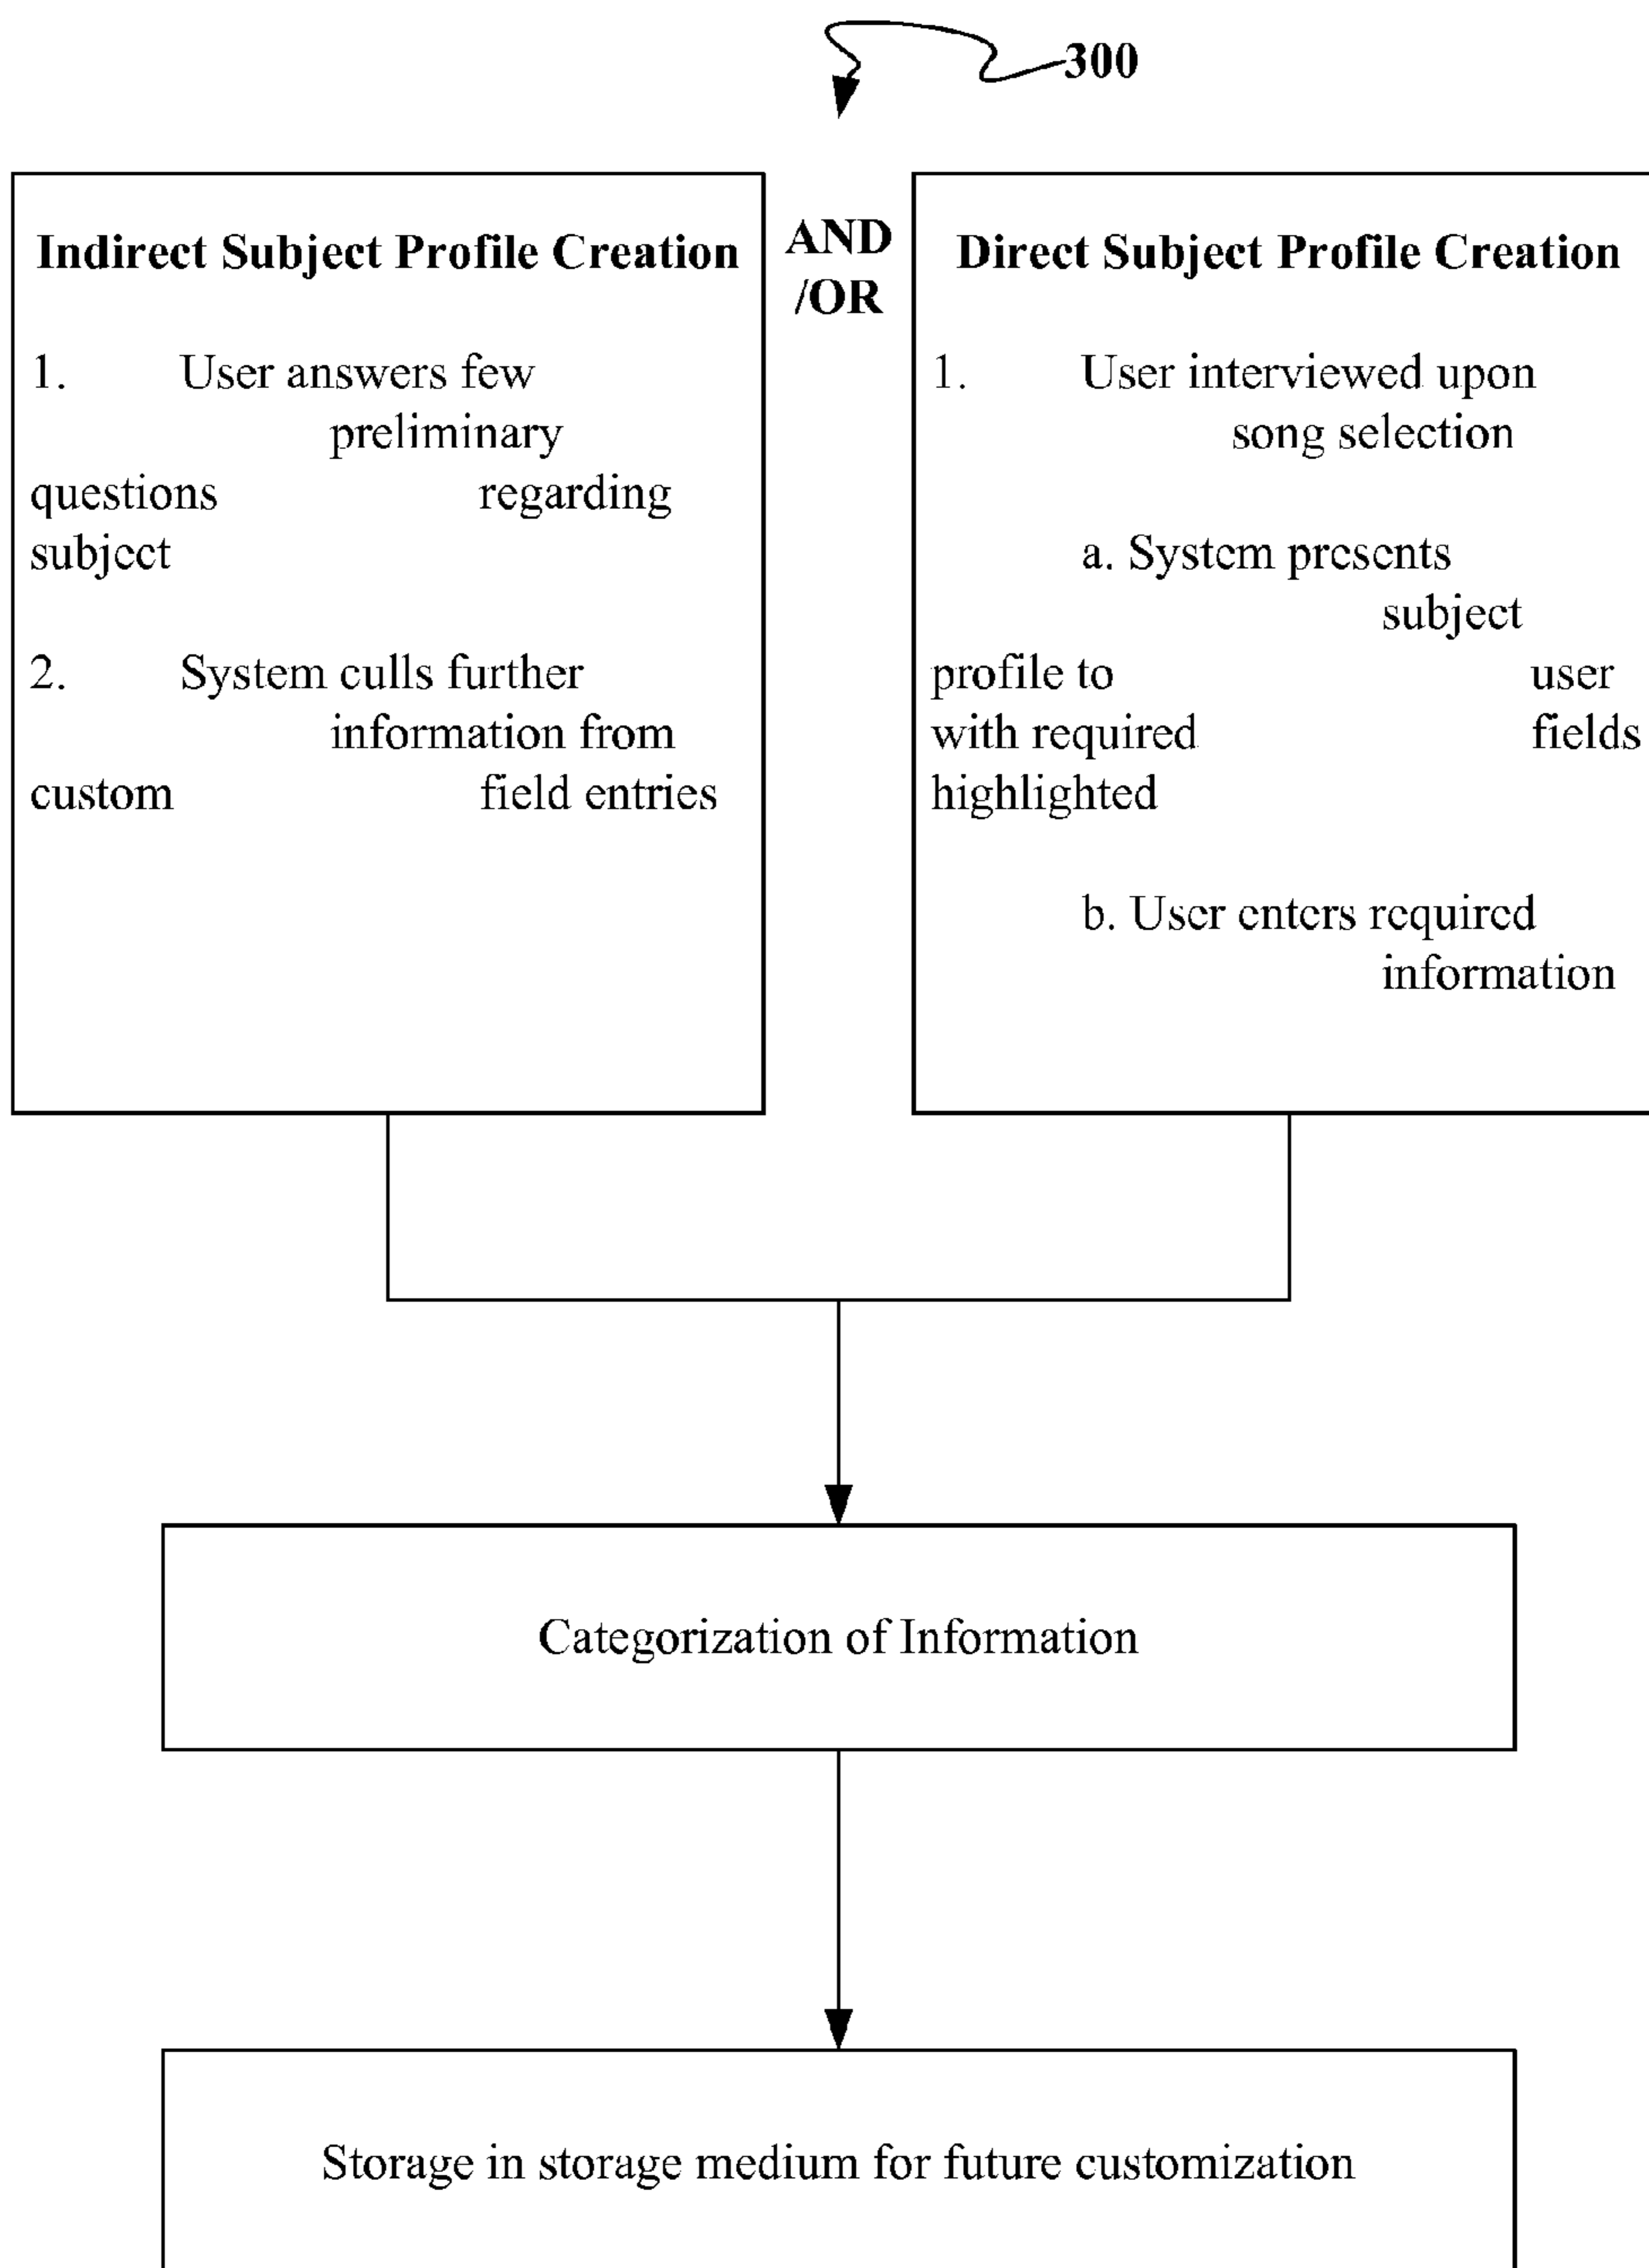 300
Indirect Subject Profile Creation
1. User answers few
preliminary
questions regarding
subject
2. System culls further
information from
custom field entries
AND
/OR
Direct Subject Profile Creation
1. User interviewed upon
song selection
a. System presents
subject
profile to user
with required fields
highlighted
b. User enters required
information
Categorization of Information
Storage in storage medium for future customization